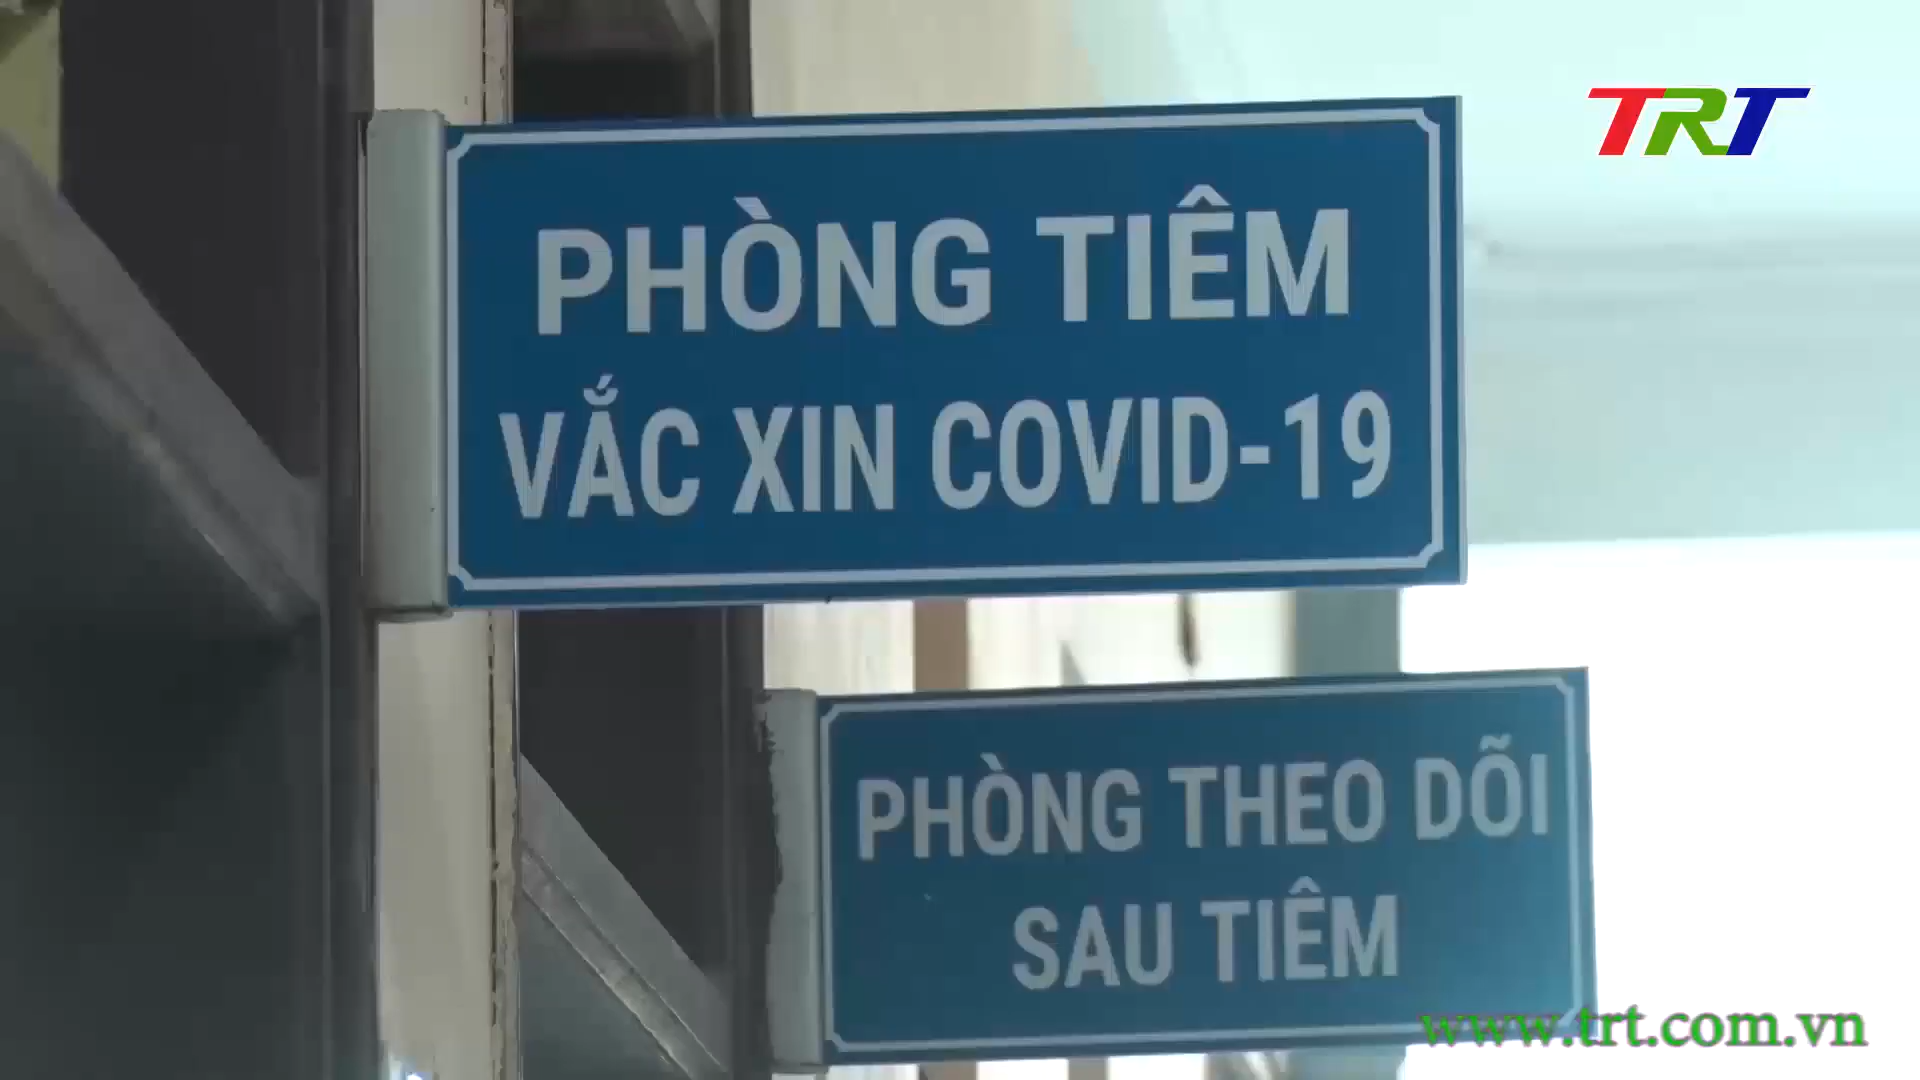 TRT
PHÒNG TIÊM
VẮC XIN COVID-19
PHÒNG THEO DÕI
SAU TIÊM
www.trt.com.vn